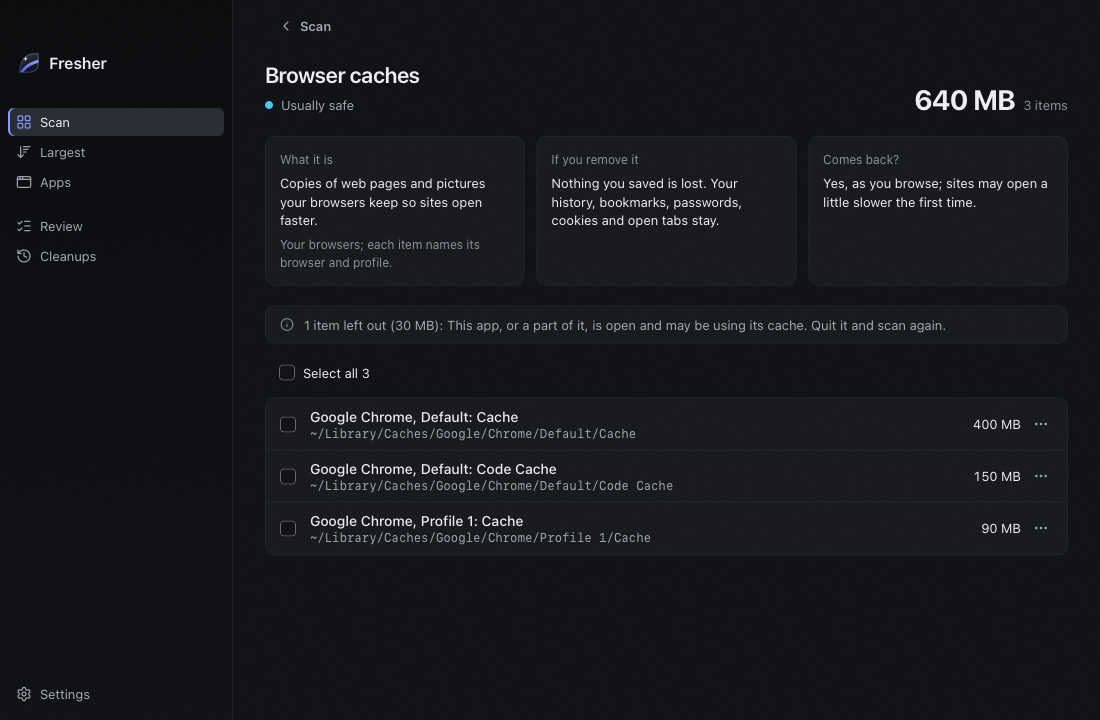 Scan
Fresher
Browser caches
Usually safe
640 MB 3 items
Scan
Largest
Apps
Review
Cleanups
What it is
Copies of web pages and pictures
your browsers keep so sites open
faster.
Your browsers; each item names its
browser and profile.
If you remove it
Nothing you saved is lost. Your
history, bookmarks, passwords,
cookies and open tabs stay.
Comes back?
Yes, as you browse; sites may open a
little slower the first time.
1 item left out (30 MB): This app, or a part of it, is open and may be using its cache. Quit it and scan again.
Select all 3
Google Chrome, Default: Cache
~/Library/Caches/Google/Chrome/Default/Cache
400 MB
Google Chrome, Default: Code Cache
~/Library/Caches/Google/Chrome/Default/Code Cache
150 MB
Google Chrome, Profile 1: Cache
~/Library/Caches/Google/Chrome/Profile 1/Cache
90 MB
Settings